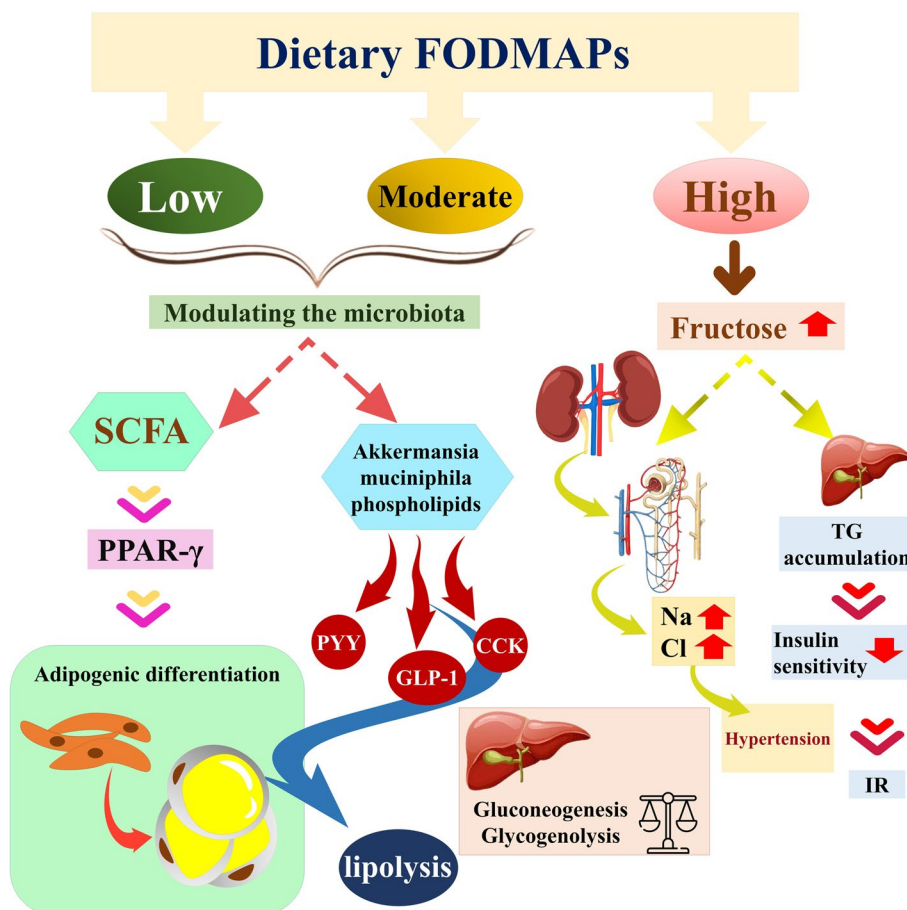 Dietary FODMAPs
Low
Moderate
High
Modulating the microbiota
Fructose
SCFA
Akkermansia
muciniphila
phospholipids
PPAR-γ
TG
accumulation
PYY
GLP-1
CCK
Na
Cl
Insulin
sensitivity
Adipogenic differentiation
Hypertension
IR
Gluconeogenesis
Glycogenolysis
lipolysis